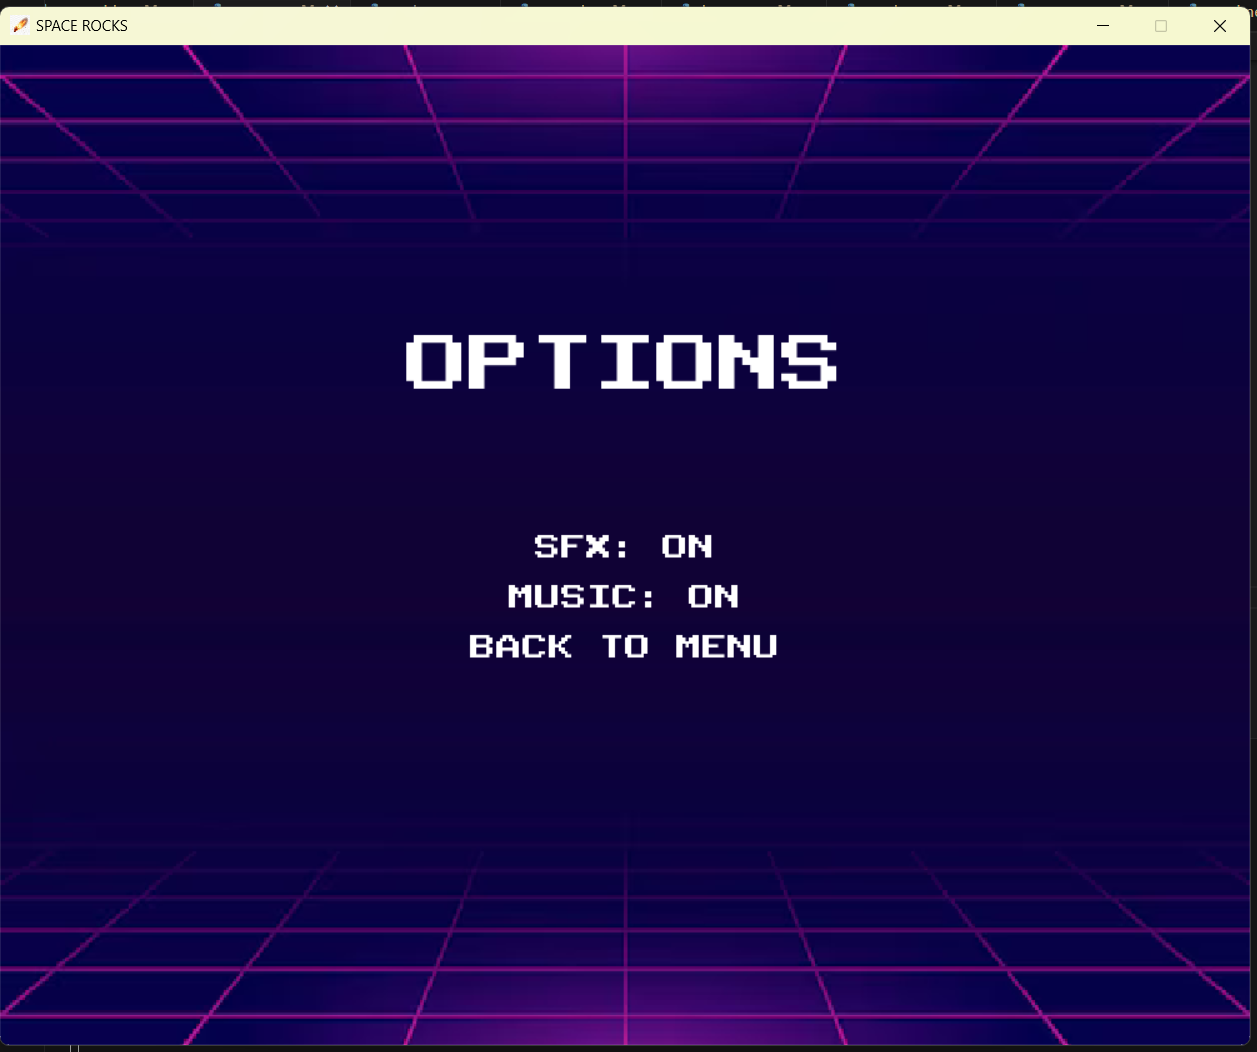 SPACE ROCKS
OPTIONS
SFX: ON
MUSIC: ON
BACK TO MENU